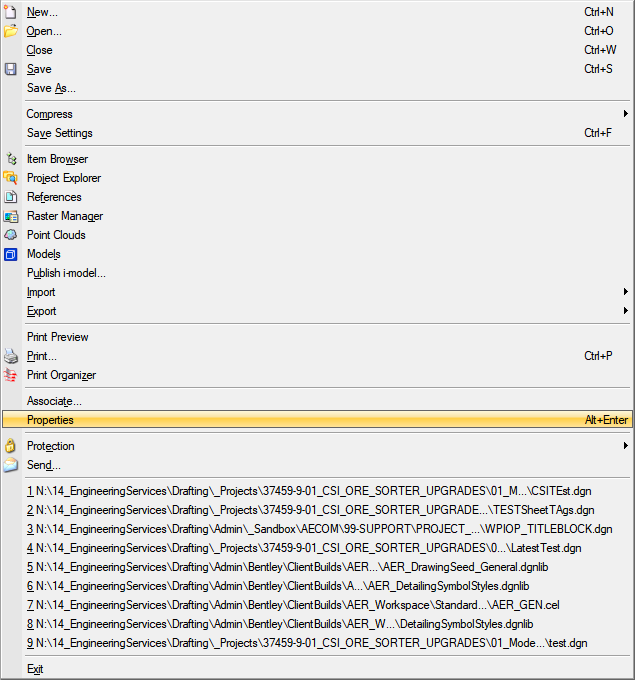 New... Ctrl+N
Open... Ctrl+O
Close Ctrl+W
Save Ctrl+S
Save As...
Compress
Save Settings Ctrl+F
Item Browser
Project Explorer
References
Raster Manager
Point Clouds
Models
Publish i-model...
Import
Export
Print Preview
Print... Ctrl+P
Print Organizer
Associate...
Properties Alt+Enter
Protection
Send...
1 N:\14_EngineeringServices\Drafting\_Projects\37459-9-01_CSI_ORE_SORTER_UPGRADES\01_M...\CSITEst.dgn
2 N:\14_EngineeringServices\Drafting\_Projects\37459-9-01_CSI_ORE_SORTER_UPGRADE...\TESTSheetTAgs.dgn
3 N:\14_EngineeringServices\Drafting\Admin\_Sandbox\AECOM\99-SUPPORT\PROJECT_...\WPIOP_TITLEBLOCK.dgn
4 N:\14_EngineeringServices\Drafting\_Projects\37459-9-01_CSI_ORE_SORTER_UPGRADES\0...\LatestTest.dgn
5 N:\14_EngineeringServices\Drafting\Admin\Bentley\ClientBuilds\AER...\AER_DrawingSeed_General.dgnlib
6 N:\14_EngineeringServices\Drafting\Admin\Bentley\ClientBuilds\A...\AER_DetailingSymbolStyles.dgnlib
7 N:\14_EngineeringServices\Drafting\Admin\Bentley\ClientBuilds\AER_Workspace\Standard...\AER_GEN.cel
8 N:\14_EngineeringServices\Drafting\Admin\Bentley\ClientBuilds\AER_W...\DetailingSymbolStyles.dgnlib
9 N:\14_EngineeringServices\Drafting\_Projects\37459-9-01_CSI_ORE_SORTER_UPGRADES\01_Mode...\test.dgn
Exit